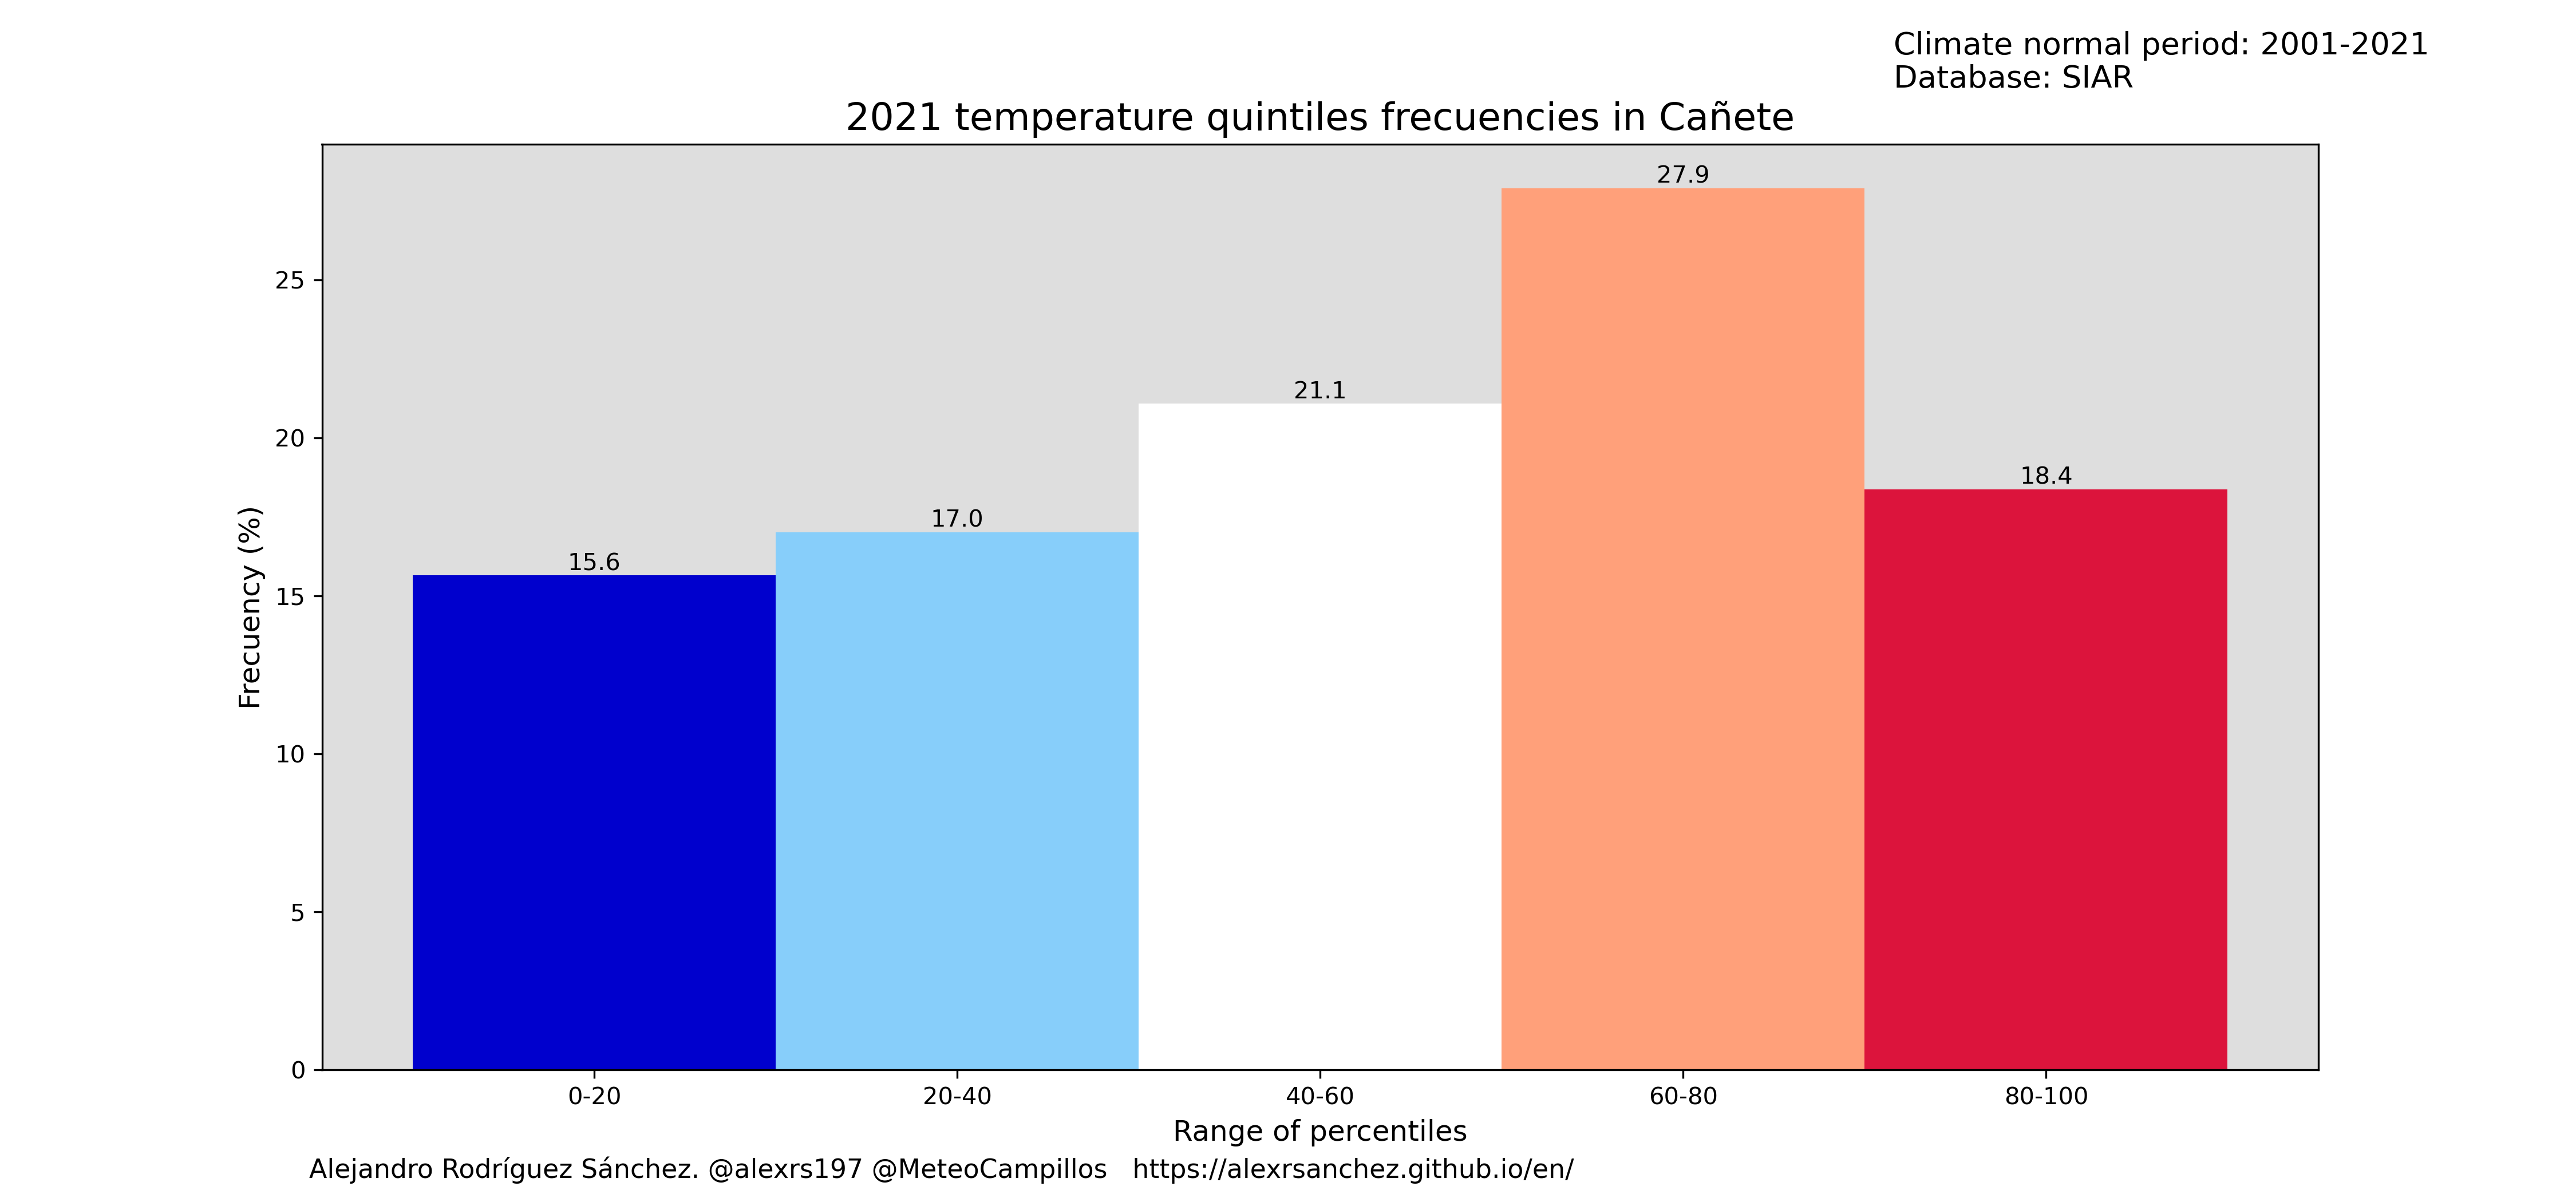 Climate normal period: 2001-2021
Database: SIAR
2021 temperature quintiles frecuencies in Cañete
27.9
25
21.1
20
18.4
17.0
15.6
15
10
5
0
Frecuency (%)
0-20 20-40 40-60 60-80 80-100
Range of percentiles
Alejandro Rodríguez Sánchez. @alexrs197 @MeteoCampillos https://alexrsanchez.github.io/en/